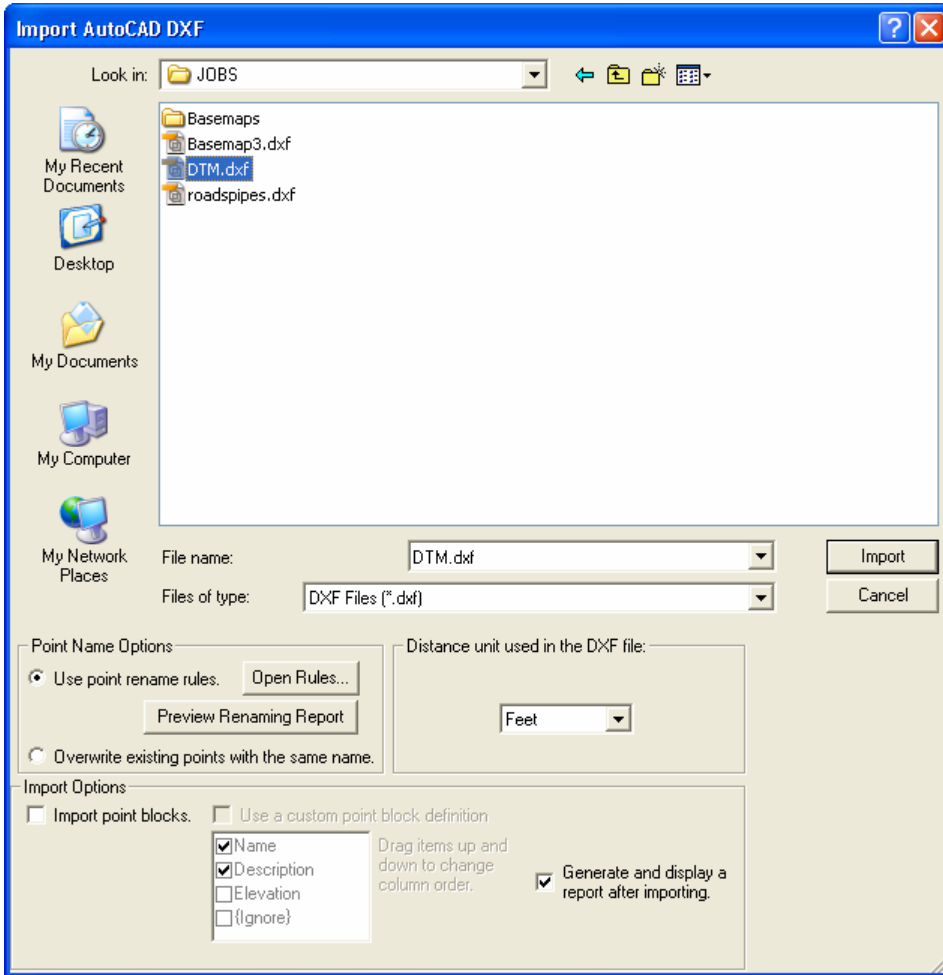 Import AutoCAD DXF
Look in: JOBS
Basemaps
Basemap3.dxf
DTM.dxf
roadspipes.dxf
My Recent
Documents
Desktop
My Documents
My Computer
My Network
Places
File name: DTM.dxf Import
Files of type: DXF Files (*.dxf) Cancel
Point Name Options
Use point rename rules. Open Rules...
Preview Renaming Report
Overwrite existing points with the same name.
Distance unit used in the DXF file:
Feet
Import Options
Import point blocks. Use a custom point block definition
Name
Description
Elevation
{Ignore}
Drag items up and
down to change
column order.
Generate and display a
report after importing.